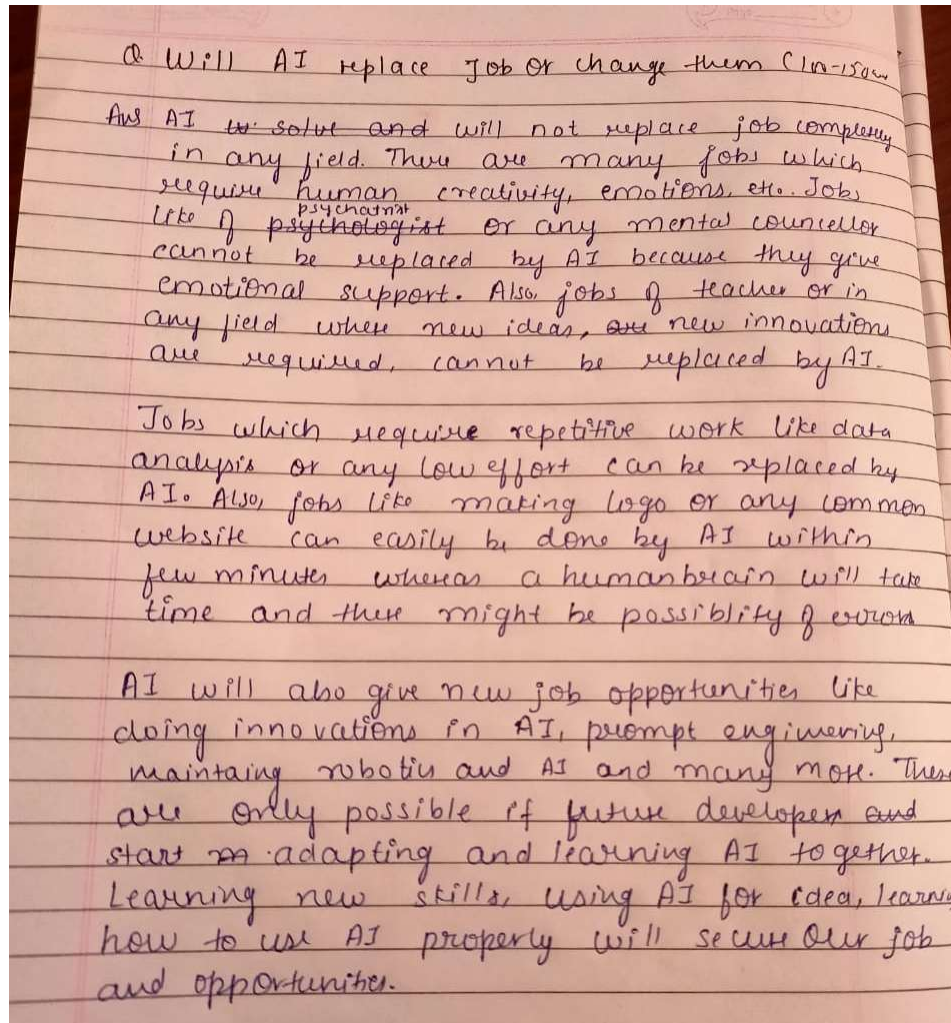 Q. Will AI replace Job or change them (100-150w
Ans AI will not replace job completely
in any field. There are many jobs which
require human creativity, emotions, etc. Jobs
like of psychatrist or any mental councellor
cannot be replaced by AI because they give
emotional support. Also, jobs of teacher or in
any field where new ideas, new innovations
are required, cannot be replaced by AI.
Jobs which require repetitive work like data
analysis or any low effort can be replaced by
AI. Also, jobs like making logo or any common
website can easily be done by AI within
few minutes whereas a human brain will take
time and there might be possiblity of errors
AI will also give new job opportunities like
doing innovations in AI, prompt engineering,
maintaing robotics and AI and many more. These
are only possible if future developers
start adapting and learning AI together.
Learning new skills, using AI for idea, learni
how to use AI properly will secure our job
and opportunities.